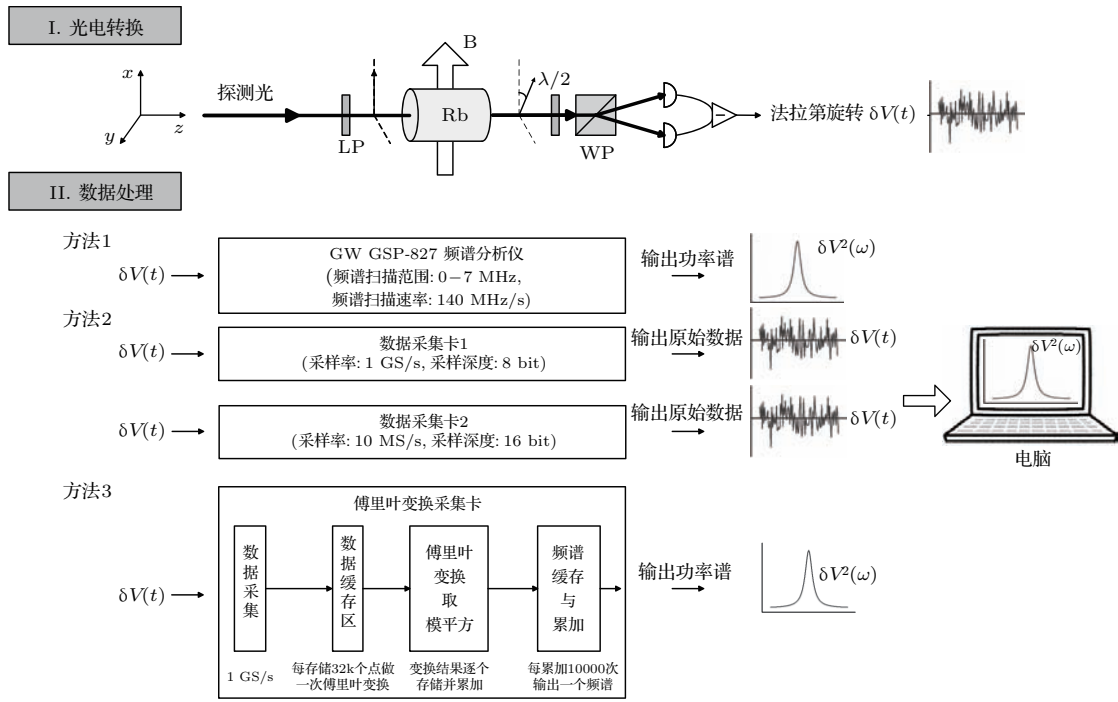 I. 光电转换
x
y
z
探测光
LP
B
Rb
λ/2
WP
−
法拉第旋转 δV(t)
II. 数据处理
方法1
δV(t)
GW GSP-827 频谱分析仪
(频谱扫描范围: 0−7 MHz,
频谱扫描速率: 140 MHz/s)
输出功率谱
δV²(ω)
方法2
δV(t)
数据采集卡1
(采样率: 1 GS/s, 采样深度: 8 bit)
输出原始数据
δV(t)
δV(t)
数据采集卡2
(采样率: 10 MS/s, 采样深度: 16 bit)
输出原始数据
δV(t)
δV²(ω)
电脑
方法3
傅里叶变换采集卡
δV(t)
数据采集
数据缓存区
傅里叶
变换
取
模平方
频谱
缓存
与
累加
1 GS/s
每存储32k个点做
一次傅里叶变换
变换结果逐个
存储并累加
每累加10000次
输出一个频谱
输出功率谱
δV²(ω)